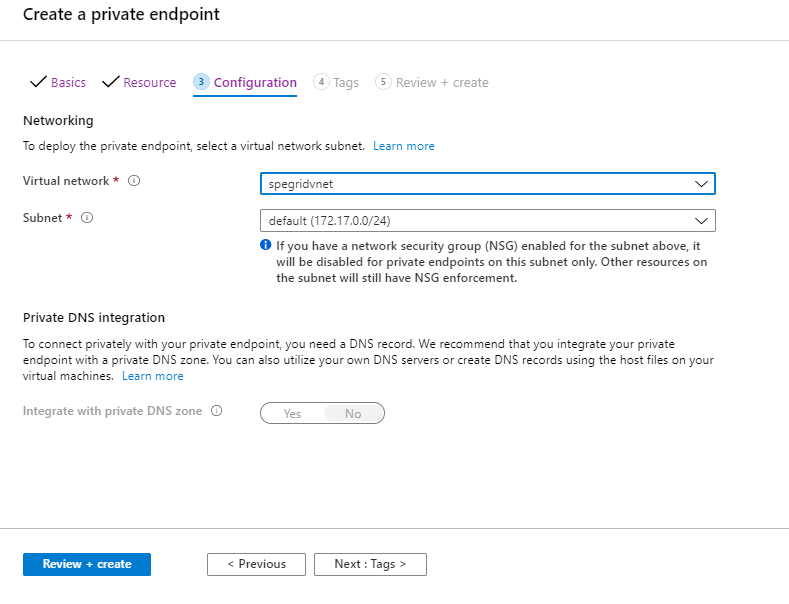 Create a private endpoint
Basics Resource 3 Configuration 4 Tags 5 Review + create
Networking
To deploy the private endpoint, select a virtual network subnet. Learn more
Virtual network * spegridvnet
Subnet * default (172.17.0.0/24)
If you have a network security group (NSG) enabled for the subnet above, it
will be disabled for private endpoints on this subnet only. Other resources on
the subnet will still have NSG enforcement.
Private DNS integration
To connect privately with your private endpoint, you need a DNS record. We recommend that you integrate your private
endpoint with a private DNS zone. You can also utilize your own DNS servers or create DNS records using the host files on your
virtual machines. Learn more
Integrate with private DNS zone Yes No
Review + create < Previous Next : Tags >